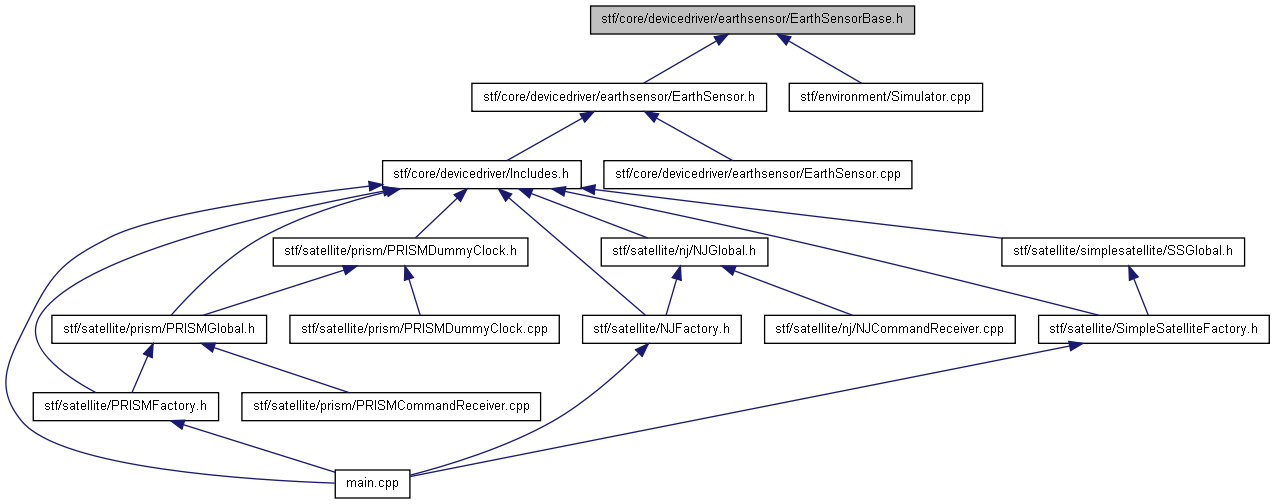 stf/core/devicedriver/earthsensor/EarthSensorBase.h
stf/core/devicedriver/earthsensor/EarthSensor.h
stf/environment/Simulator.cpp
stf/core/devicedriver/Includes.h
stf/core/devicedriver/earthsensor/EarthSensor.cpp
stf/satellite/prism/PRISMDummyClock.h
stf/satellite/nj/NJGlobal.h
stf/satellite/simplesatellite/SSGlobal.h
stf/satellite/prism/PRISMGlobal.h
stf/satellite/prism/PRISMDummyClock.cpp
stf/satellite/NJFactory.h
stf/satellite/nj/NJCommandReceiver.cpp
stf/satellite/SimpleSatelliteFactory.h
stf/satellite/PRISMFactory.h
stf/satellite/prism/PRISMCommandReceiver.cpp
main.cpp